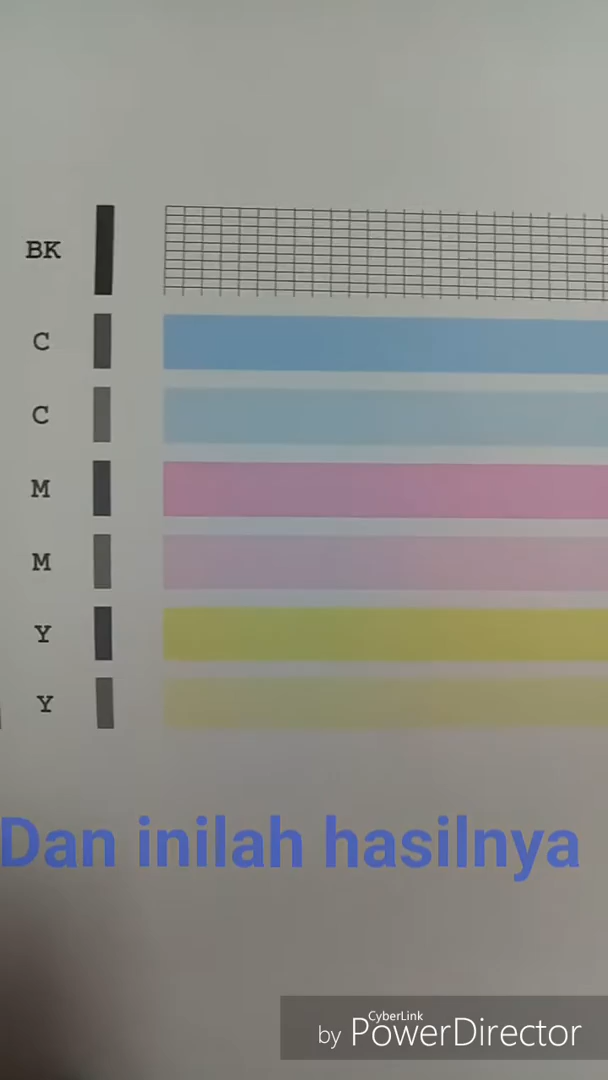 BK
C
C
M
M
Y
Y
Dan inilah hasilnya
CyberLink
by PowerDirector